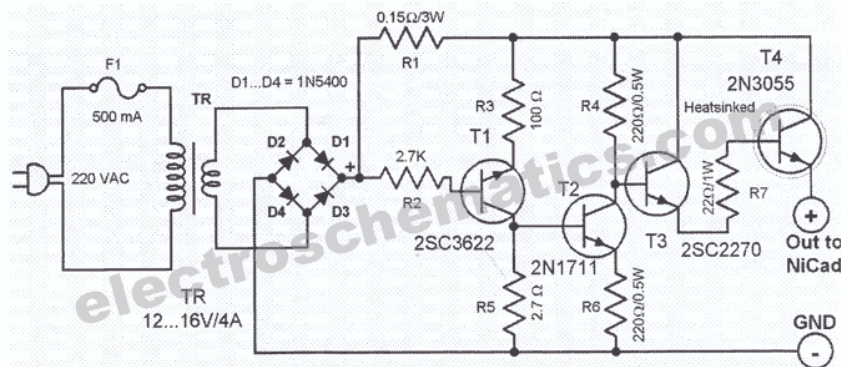 0.15Ω/3W
R1
F1
500 mA
TR
D1...D4 = 1N5400
220 VAC
D2
D1
D4
D3
+
2.7K
R2
R3
100 Ω
T1
2SC3622
R4
220Ω/0.5W
T2
2N1711
T3
2SC2270
T4
2N3055
Heatsinked
22Ω/1W
R7
+
Out to
NiCad
TR
12...16V/4A
R5
2.7 Ω
R6
220Ω/0.5W
GND
-
electroschematics.com